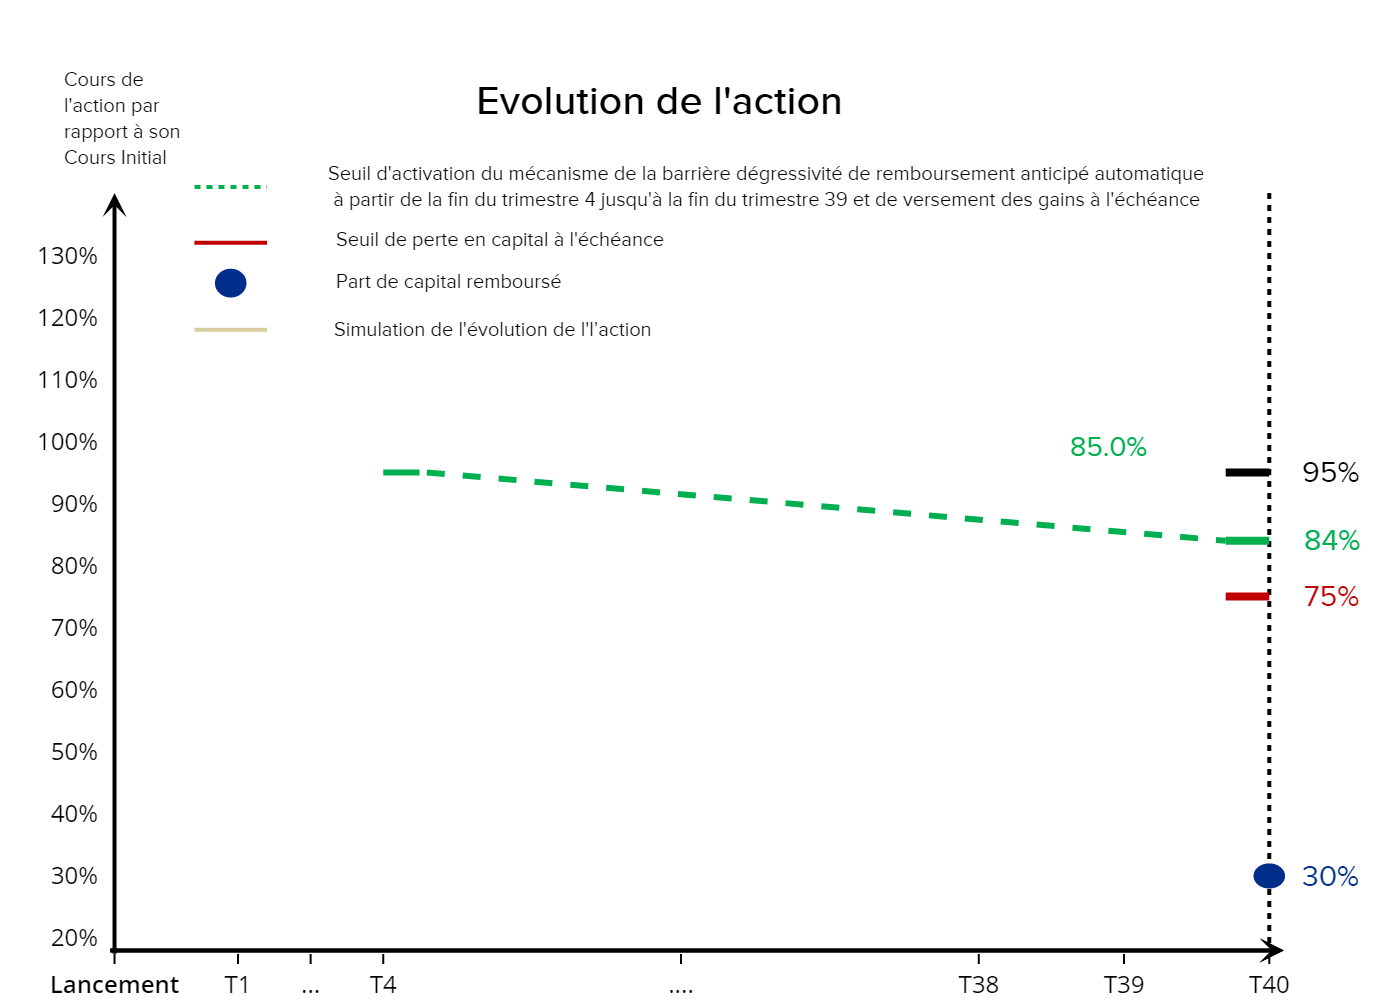 Cours de
l'action par
rapport à son
Cours Initial
Evolution de l'action
Seuil d'activation du mécanisme de la barrière dégressivité de remboursement anticipé automatique
à partir de la fin du trimestre 4 jusqu'à la fin du trimestre 39 et de versement des gains à l'échéance
Seuil de perte en capital à l'échéance
Part de capital remboursé
Simulation de l'évolution de l'l’action
130%
120%
110%
100%
90%
80%
70%
60%
50%
40%
30%
20%
85.0%
95%
84%
75%
30%
Lancement T1 ... T4 .... T38 T39 T40